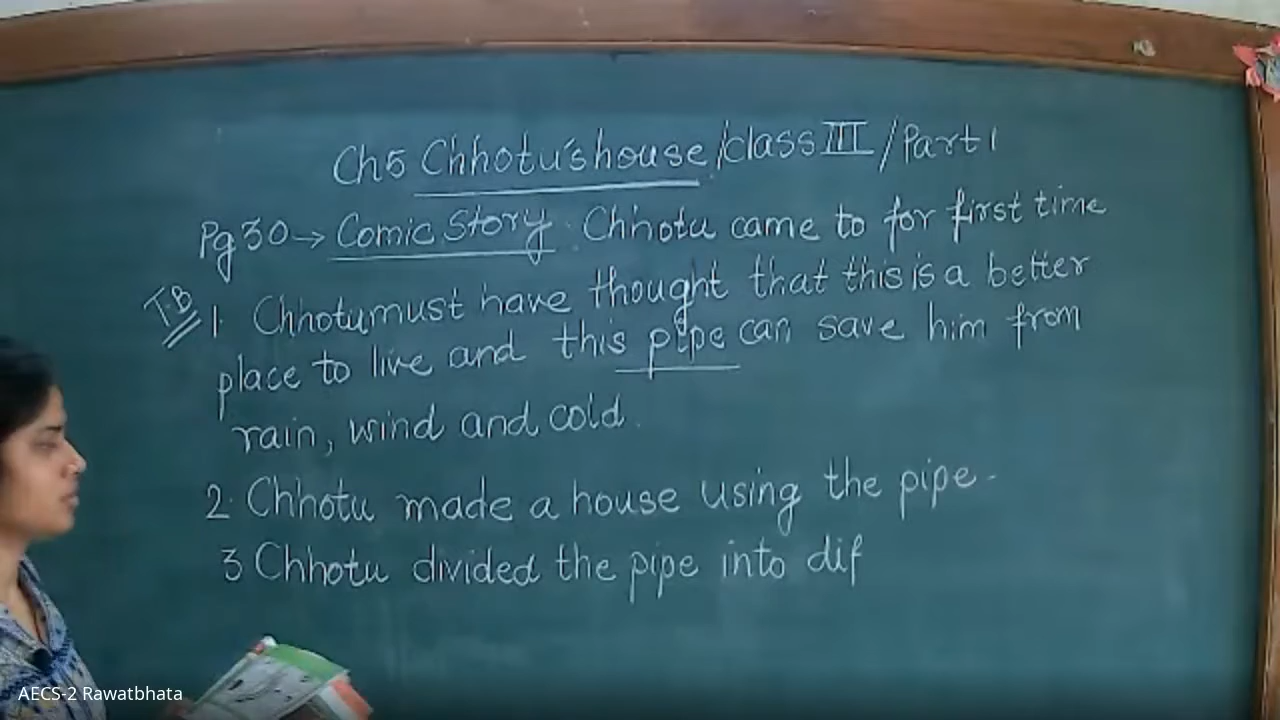 Ch5 Chhotu's house/class III/Part 1
Pg 30→ Comic Story : Chhotu came to for first time
T.B
1. Chhotu must have thought that this is a better
place to live and this pipe can save him from
rain, wind and cold.
2. Chhotu made a house using the pipe.
3 Chhotu divided the pipe into dif
AECS-2 Rawatbhata